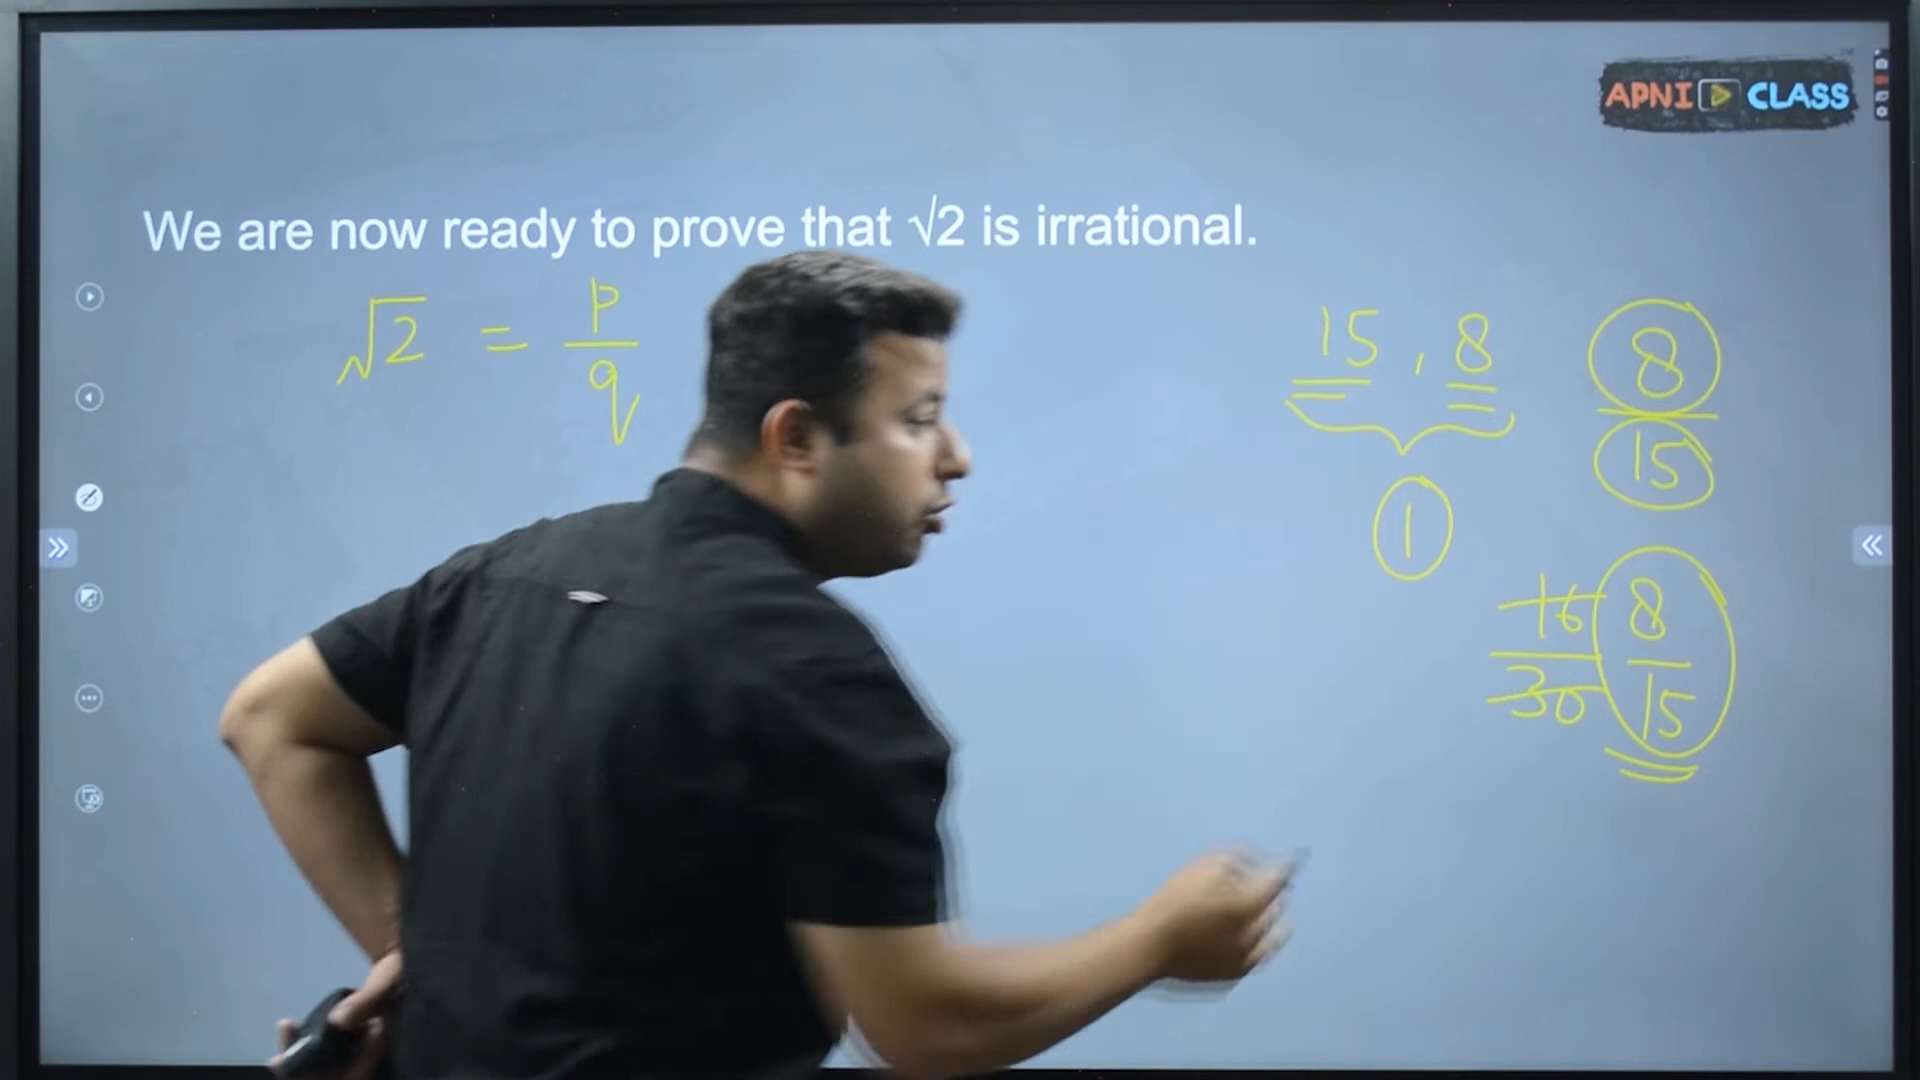 APNI CLASS
We are now ready to prove that √2 is irrational.
√2 = p/q
15 , 8
1
8/15
16/30 8/15